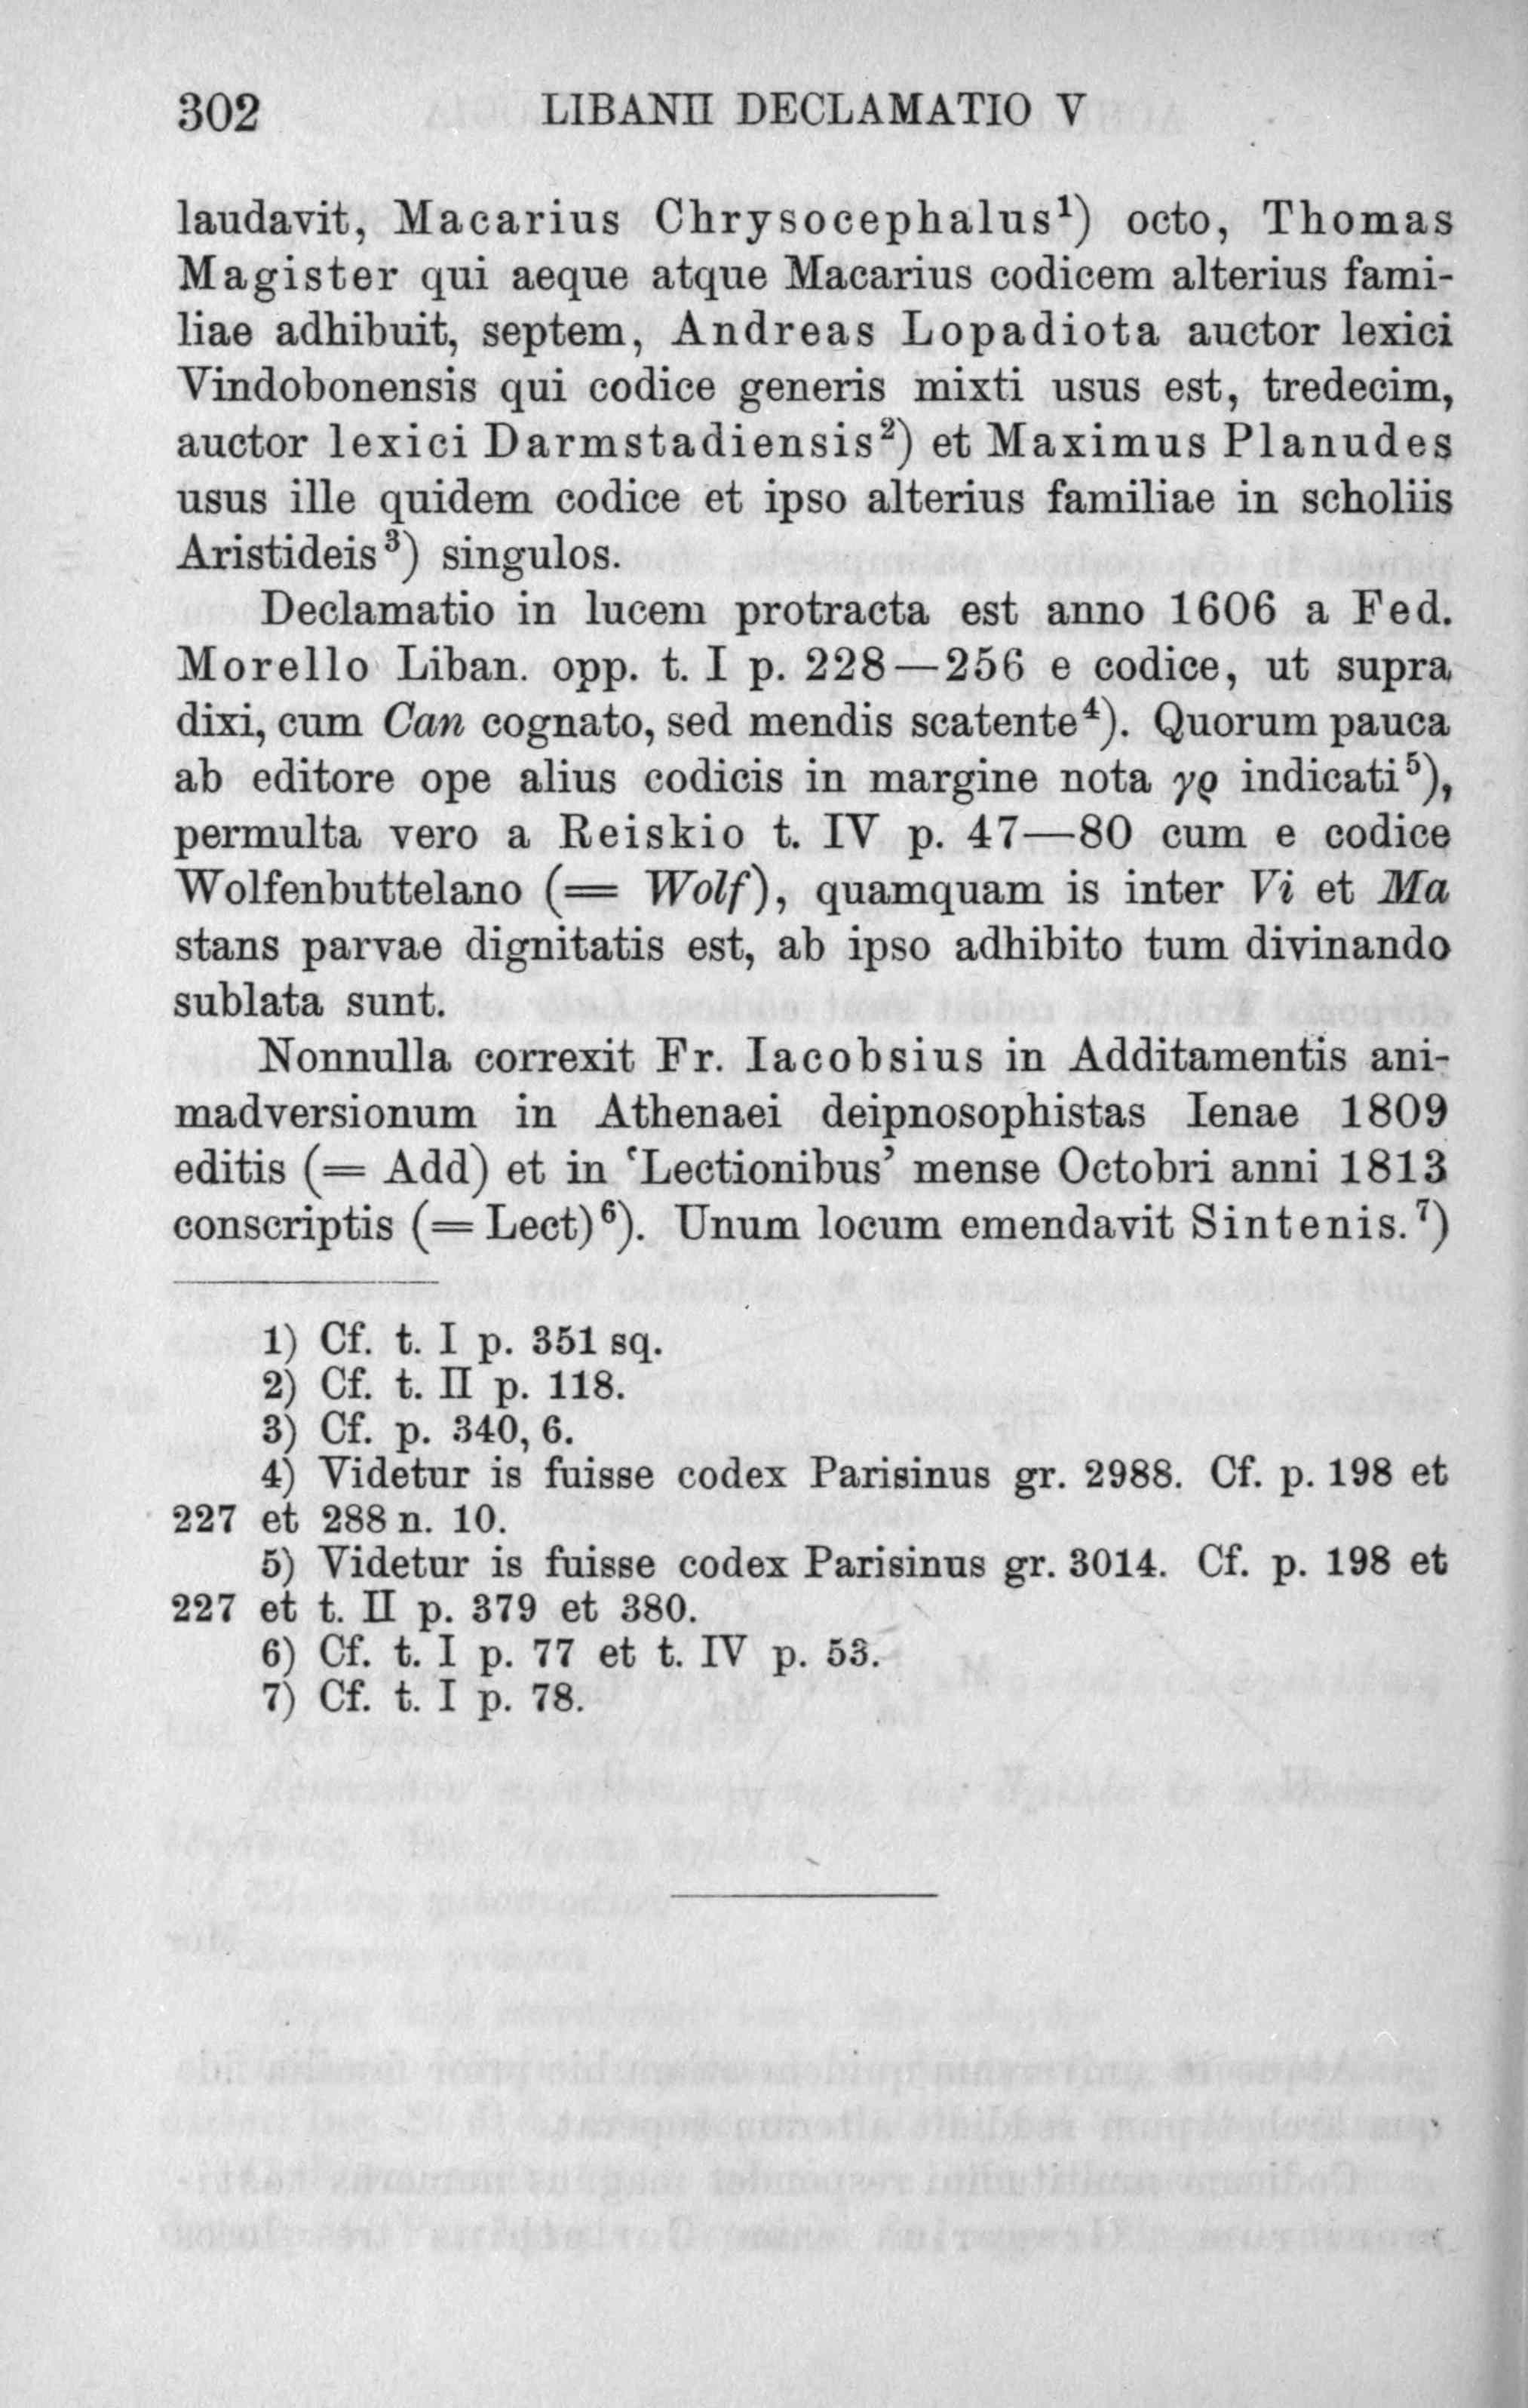 302 LIBANII DECLAMATIO V
laudavit, Macarius Chrysocephalus¹) octo, Thomas
Magister qui aeque atque Macarius codicem alterius fami-
liae adhibuit, septem, Andreas Lopadiota auctor lexici
Vindobonensis qui codice generis mixti usus est, tredecim,
auctor lexici Darmstadiensis²) et Maximus Planudes
usus ille quidem codice et ipso alterius familiae in scholiis
Aristideis³) singulos.
Declamatio in lucem protracta est anno 1606 a Fed.
Morello Liban. opp. t. I p. 228—256 e codice, ut supra
dixi, cum Can cognato, sed mendis scatente⁴). Quorum pauca
ab editore ope alius codicis in margine nota γρ indicati⁵),
permulta vero a Reiskio t. IV p. 47—80 cum e codice
Wolfenbuttelano (= Wolf), quamquam is inter Vi et Ma
stans parvae dignitatis est, ab ipso adhibito tum divinando
sublata sunt.
Nonnulla correxit Fr. Iacobsius in Additamentis ani-
madversionum in Athenaei deipnosophistas Ienae 1809
editis (= Add) et in ‘Lectionibus’ mense Octobri anni 1813
conscriptis (= Lect)⁶). Unum locum emendavit Sintenis.⁷)
1) Cf. t. I p. 351 sq.
2) Cf. t. II p. 118.
3) Cf. p. 340, 6.
4) Videtur is fuisse codex Parisinus gr. 2988. Cf. p. 198 et
227 et 288 n. 10.
5) Videtur is fuisse codex Parisinus gr. 3014. Cf. p. 198 et
227 et t. II p. 379 et 380.
6) Cf. t. I p. 77 et t. IV p. 53.
7) Cf. t. I p. 78.